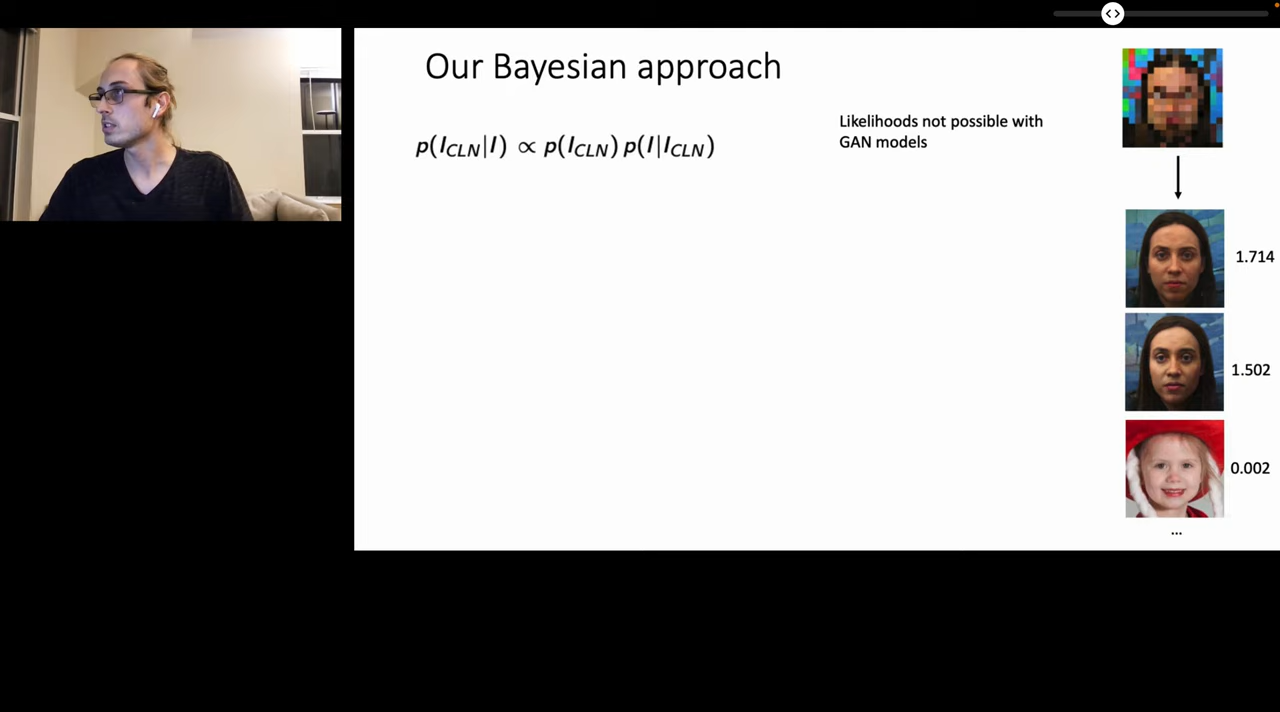 Our Bayesian approach
p(I_CLN|I) ∝ p(I_CLN) p(I|I_CLN)
Likelihoods not possible with
GAN models
1.714
1.502
0.002
...